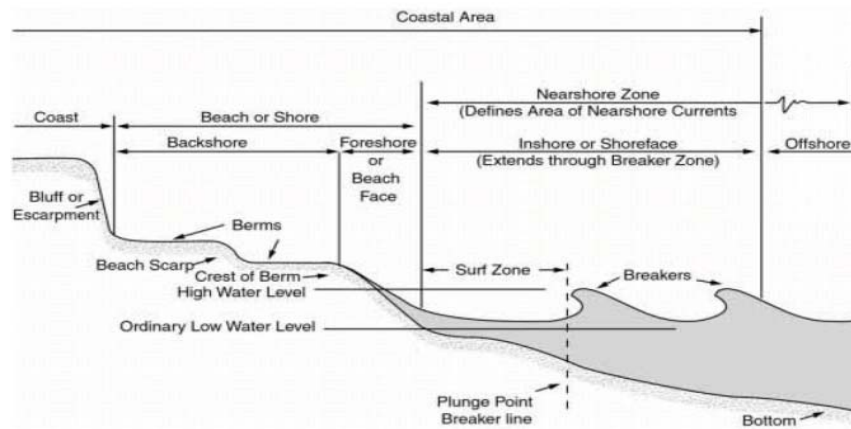 Coastal Area
Nearshore Zone
(Defines Area of Nearshore Currents
Coast
Beach or Shore
Backshore
Foreshore
or
Beach
Face
Inshore or Shoreface
(Extends through Breaker Zone)
Offshore
Bluff or
Escarpment
Berms
Beach Scarp
Crest of Berm
High Water Level
Surf Zone
Breakers
Ordinary Low Water Level
Plunge Point
Breaker line
Bottom